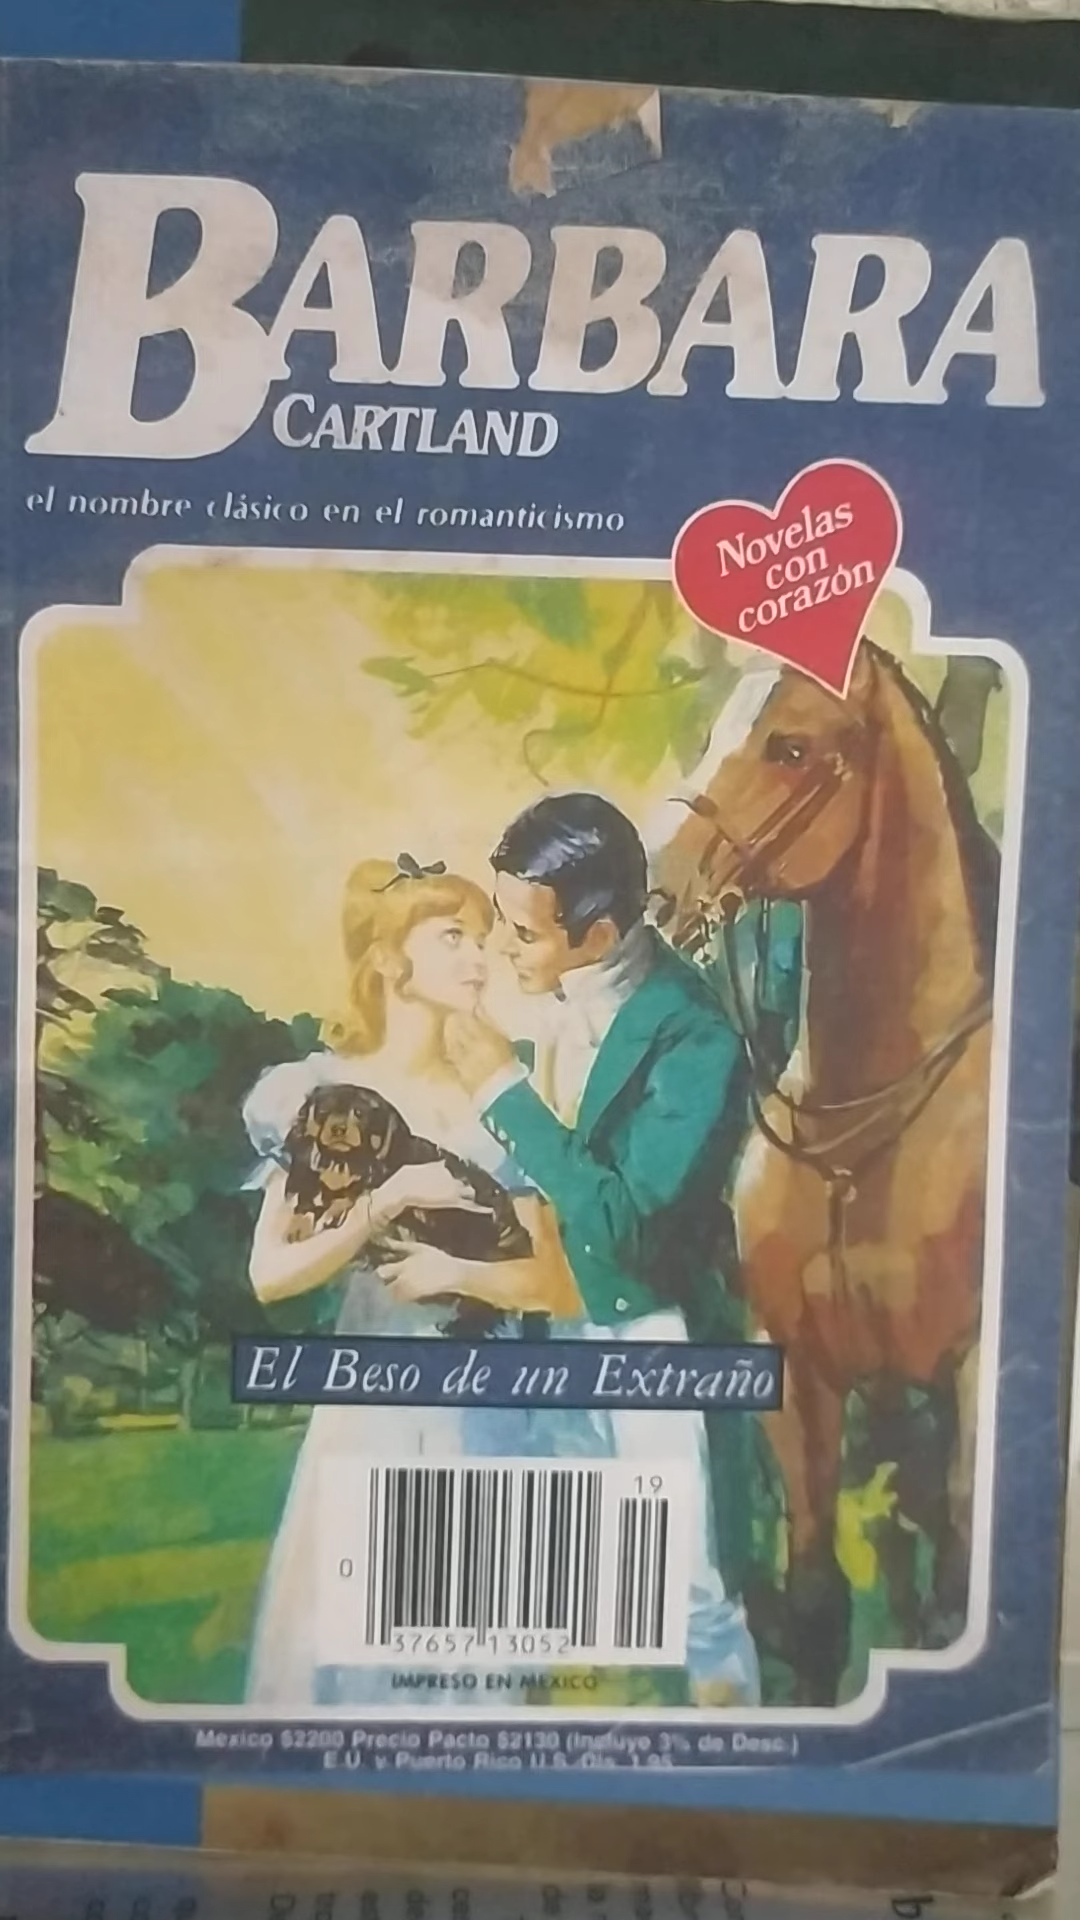 BARBARA
CARTLAND
el nombre clásico en el romanticismo
Novelas
con
corazón
El Beso de un Extraño
19
0
37657 13052
IMPRESO EN MEXICO
Mexico $2200 Precio Pacto $2130 (Incluye 3% de Desc.)
E.U. y Puerto Rico U.S. Dls. 1.95